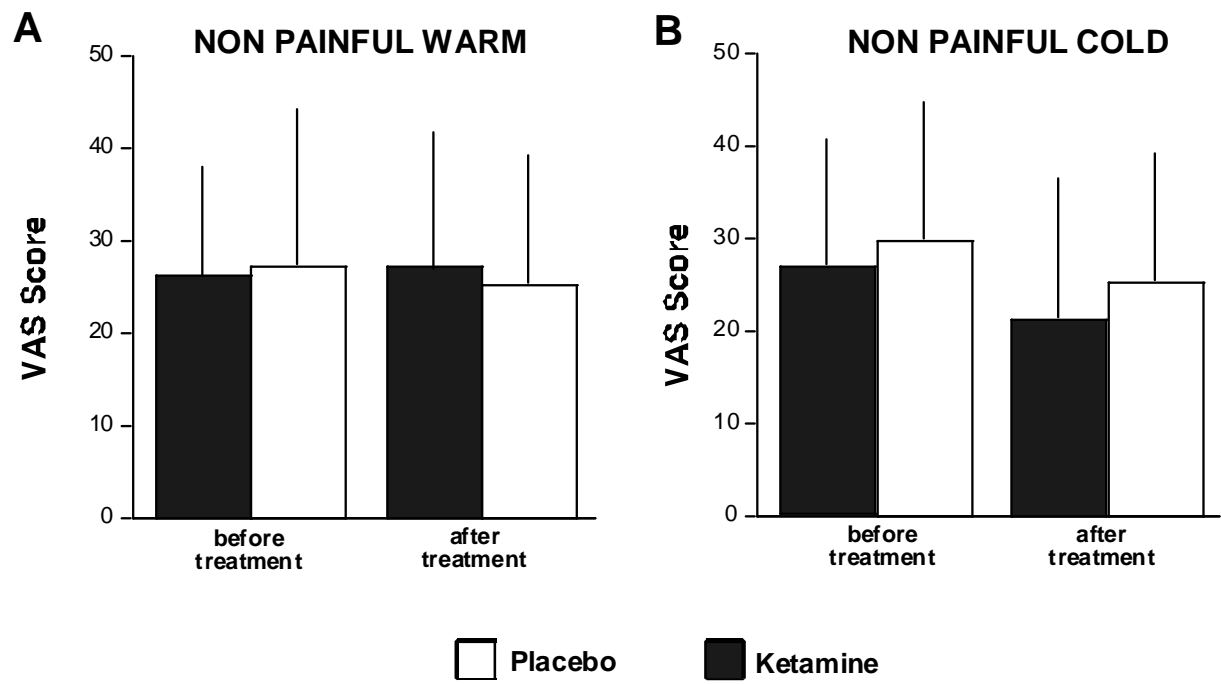 A
NON PAINFUL WARM
50
40
30
20
10
0
VAS Score
before
treatment
after
treatment
B
NON PAINFUL COLD
50
40
30
20
10
0
VAS Score
before
treatment
after
treatment
Placebo
Ketamine